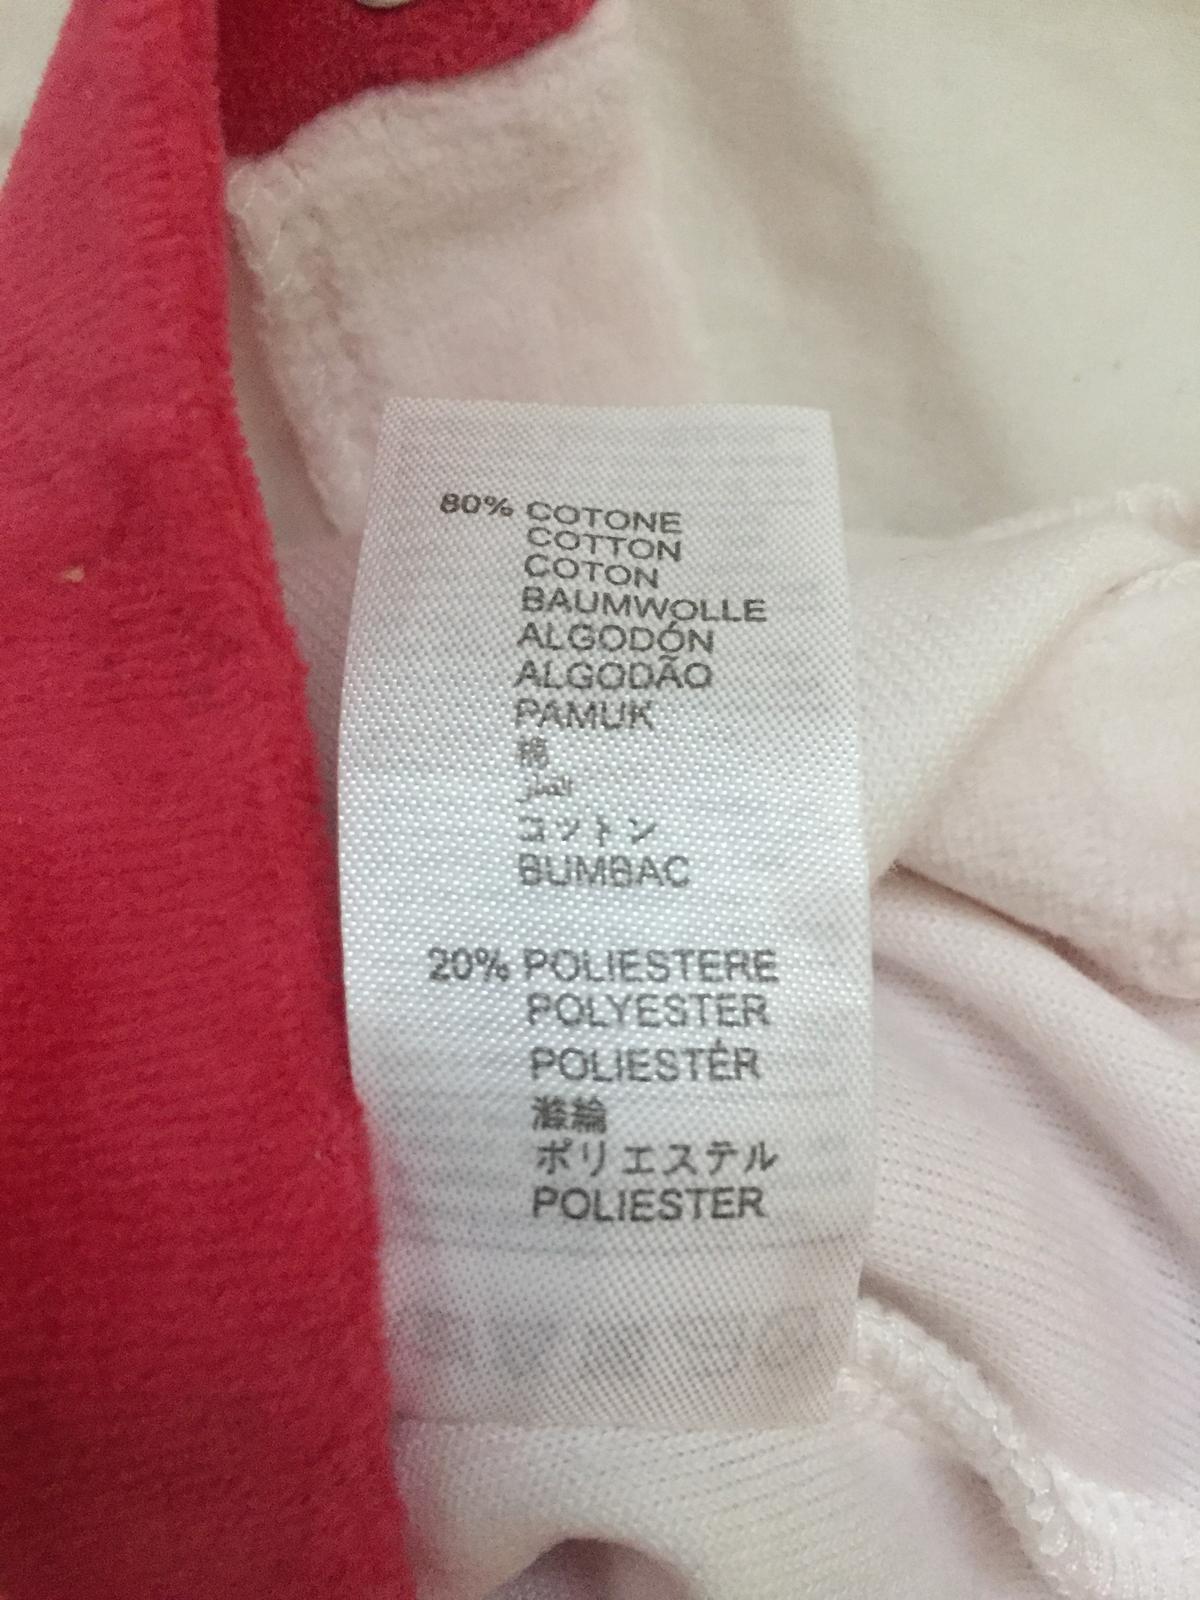 80% COTONE
COTTON
COTON
BAUMWOLLE
ALGODÓN
ALGODÃO
PAMUK
棉
コットン
BUMBAC
20% POLIESTERE
POLYESTER
POLIESTÉR
滌綸
ポリエステル
POLIESTER